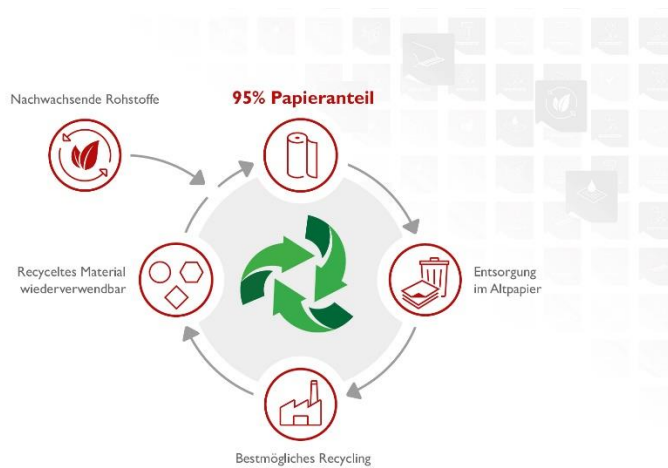 Nachwachsende Rohstoffe
95% Papieranteil
Recyceltes Material
wiederverwendbar
Entsorgung
im Altpapier
Bestmögliches Recycling